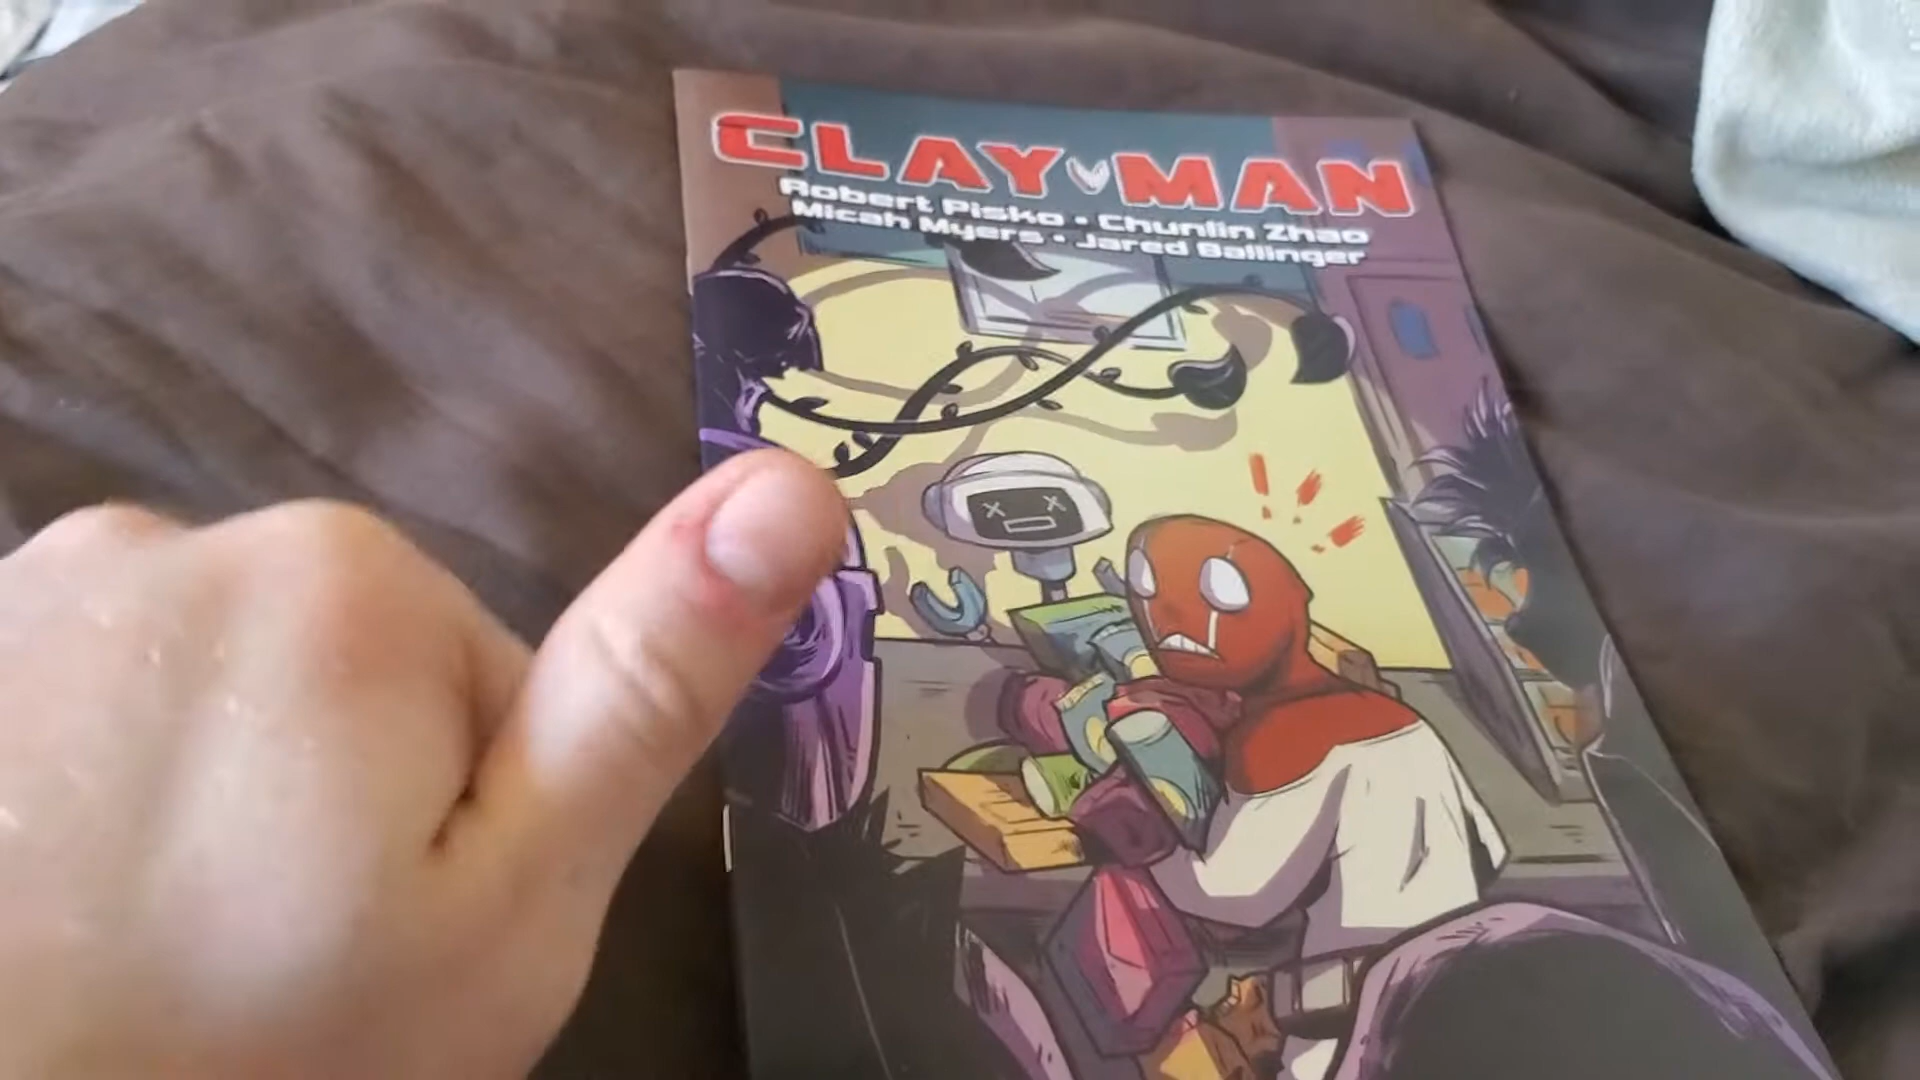 CLAY MAN
Robert Pisko • Chunlin Zhao
Micah Myers • Jared Ballinger